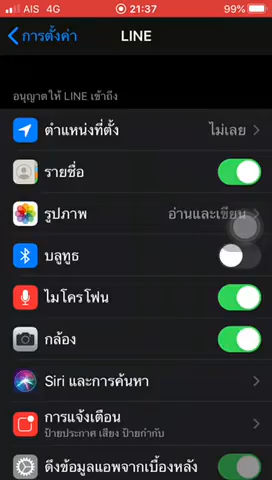 AIS 4G 21:37 99%
การตั้งค่า LINE
อนุญาตให้ LINE เข้าถึง
ตำแหน่งที่ตั้ง ไม่เลย
รายชื่อ
รูปภาพ อ่านและเขียน
บลูทูธ
ไมโครโฟน
กล้อง
Siri และการค้นหา
การแจ้งเตือน
ป้ายประกาศ เสียง ป้ายกำกับ
ดึงข้อมูลแอพจากเบื้องหลัง